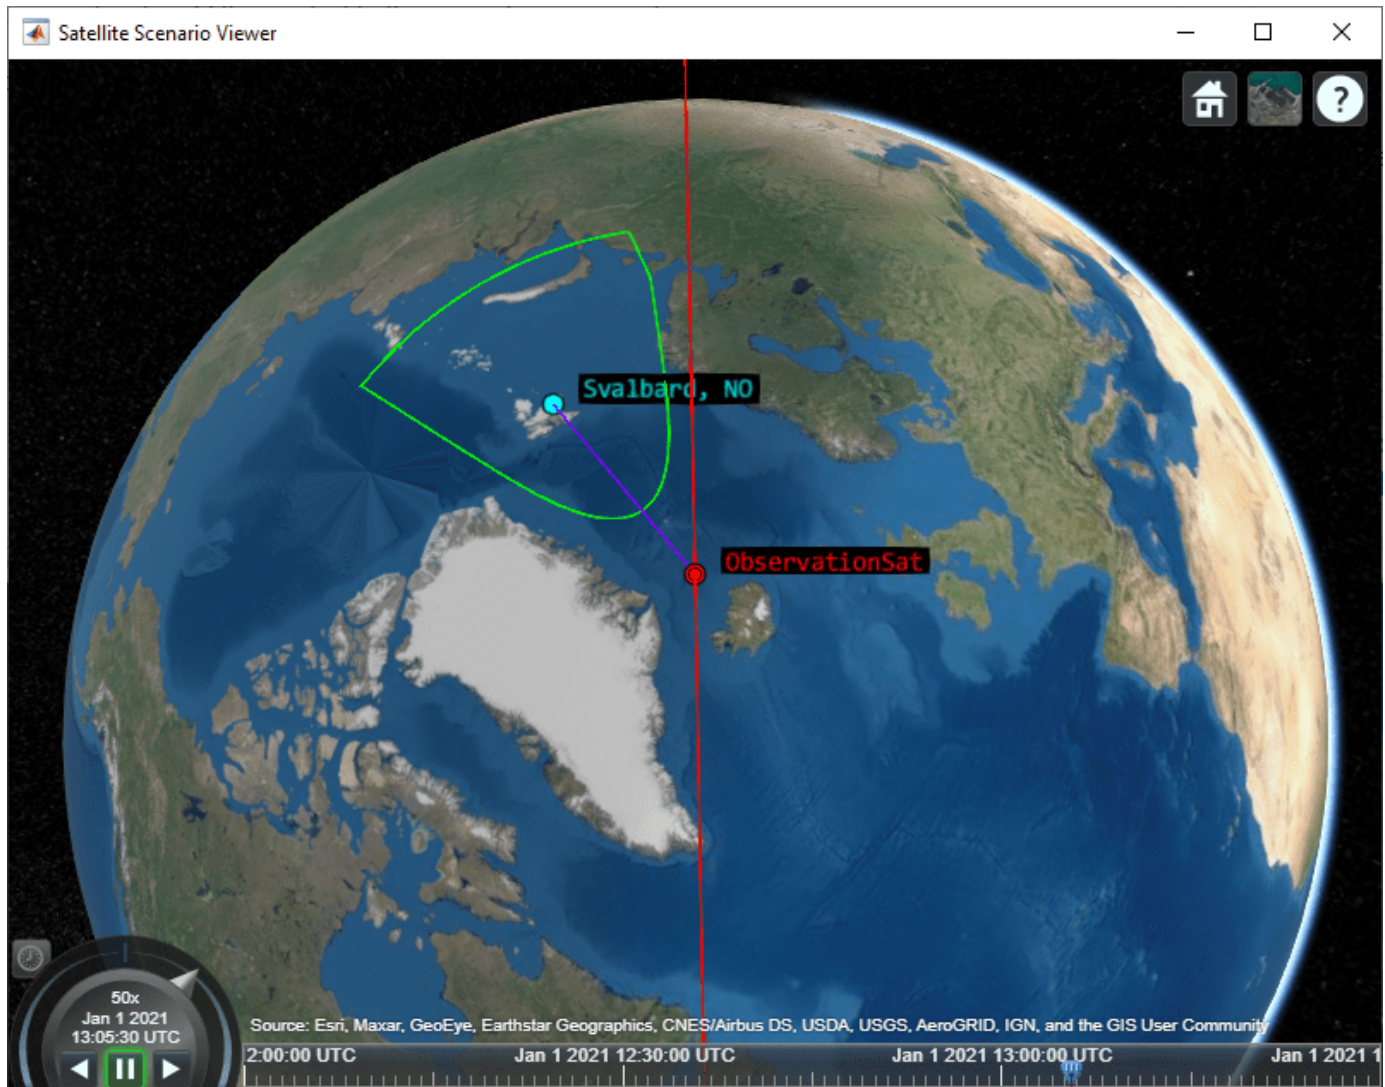 Satellite Scenario Viewer
?
Svalbard, NO
ObservationSat
50x
Jan 1 2021
13:05:30 UTC
Source: Esri, Maxar, GeoEye, Earthstar Geographics, CNES/Airbus DS, USDA, USGS, AeroGRID, IGN, and the GIS User Community
2:00:00 UTC
Jan 1 2021 12:30:00 UTC
Jan 1 2021 13:00:00 UTC
Jan 1 2021 1